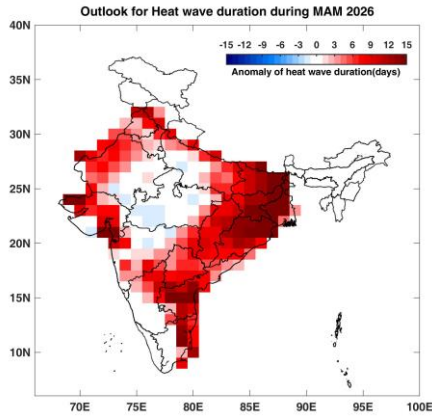 Outlook for Heat wave duration during MAM 2026
40N
-15 -12 -9 -6 -3 0 3 6 9 12 15
Anomaly of heat wave duration(days)
35N
30N
25N
20N
15N
10N
70E 75E 80E 85E 90E 95E 100E